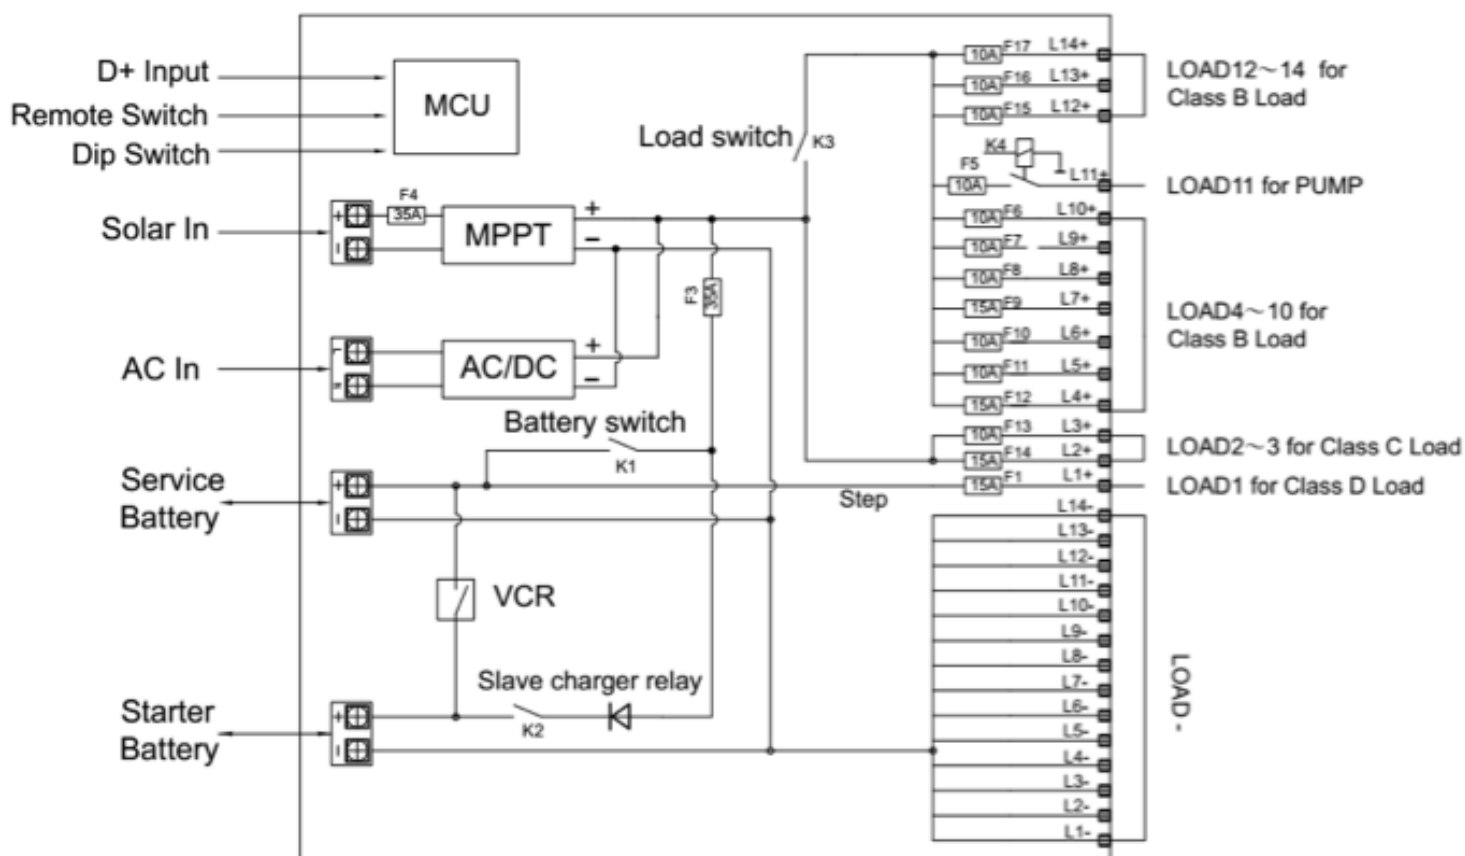 D+ Input
Remote Switch
Dip Switch
MCU
Solar In
+
−
F4
35A
MPPT
+
−
F3
35A
AC In
L
N
AC/DC
+
−
Battery switch
K1
Service
Battery
+
−
VCR
Slave charger relay
K2
Starter
Battery
+
−
Load switch
K3
Step
10A F17 L14+
10A F16 L13+
10A F15 L12+
LOAD12~14 for
Class B Load
K4
F5
10A
L11+
LOAD11 for PUMP
10A F6 L10+
10A F7 L9+
10A F8 L8+
15A F9 L7+
10A F10 L6+
10A F11 L5+
15A F12 L4+
LOAD4~10 for
Class B Load
10A F13 L3+
15A F14 L2+
LOAD2~3 for Class C Load
15A F1 L1+
LOAD1 for Class D Load
L14-
L13-
L12-
L11-
L10-
L9-
L8-
L7-
L6-
L5-
L4-
L3-
L2-
L1-
LOAD -